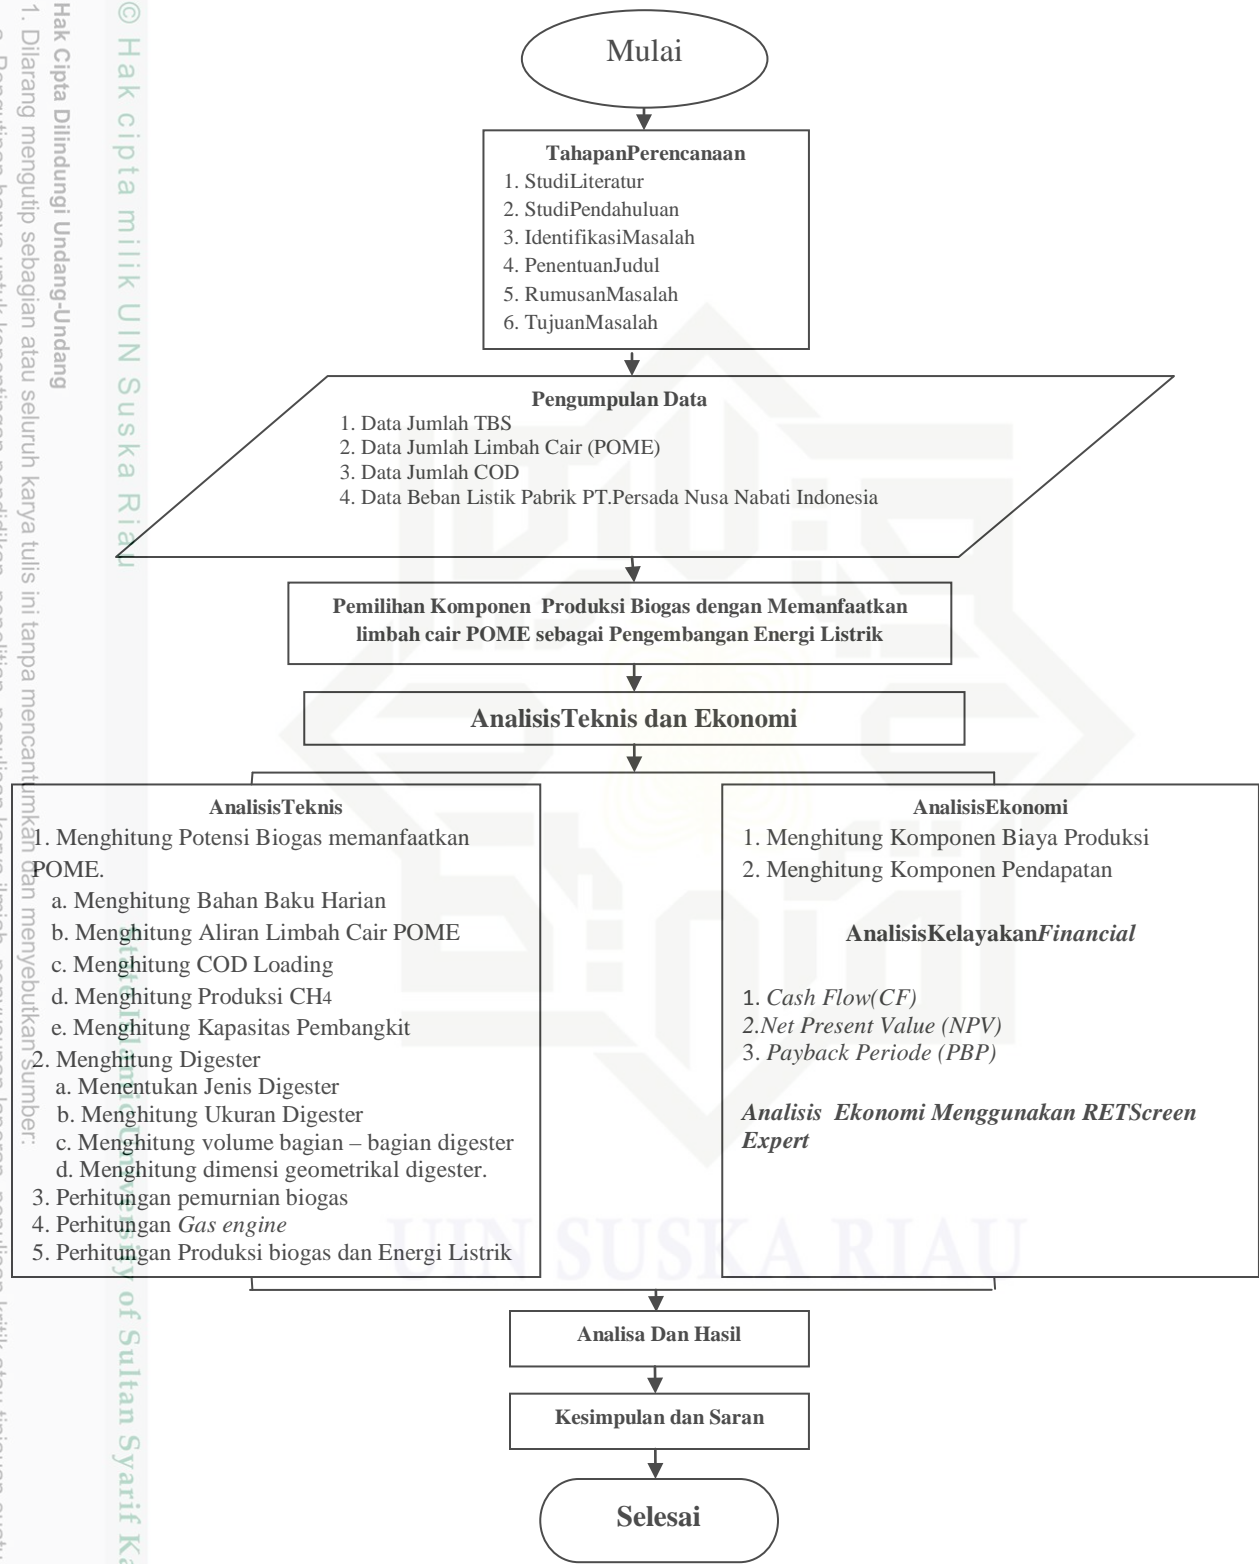 Mulai
TahapanPerencanaan
1. StudiLiteratur
2. StudiPendahuluan
3. IdentifikasiMasalah
4. PenentuanJudul
5. RumusanMasalah
6. TujuanMasalah
Pengumpulan Data
1. Data Jumlah TBS
2. Data Jumlah Limbah Cair (POME)
3. Data Jumlah COD
4. Data Beban Listik Pabrik PT.Persada Nusa Nabati Indonesia
Pemilihan Komponen Produksi Biogas dengan Memanfaatkan
limbah cair POME sebagai Pengembangan Energi Listrik
AnalisisTeknis dan Ekonomi
AnalisisTeknis
1. Menghitung Potensi Biogas memanfaatkan
POME.
a. Menghitung Bahan Baku Harian
b. Menghitung Aliran Limbah Cair POME
c. Menghitung COD Loading
d. Menghitung Produksi CH4
e. Menghitung Kapasitas Pembangkit
2. Menghitung Digester
a. Menentukan Jenis Digester
b. Menghitung Ukuran Digester
c. Menghitung volume bagian – bagian digester
d. Menghitung dimensi geometrikal digester.
3. Perhitungan pemurnian biogas
4. Perhitungan Gas engine
5. Perhitungan Produksi biogas dan Energi Listrik
AnalisisEkonomi
1. Menghitung Komponen Biaya Produksi
2. Menghitung Komponen Pendapatan
AnalisisKelayakanFinancial
1. Cash Flow(CF)
2.Net Present Value (NPV)
3. Payback Periode (PBP)
Analisis Ekonomi Menggunakan RETScreen
Expert
Analisa Dan Hasil
Kesimpulan dan Saran
Selesai
UIN SUSKA RIAU
© Hak cipta milik UIN Suska Riau
State Islamic University of Sultan Syarif
Hak Cipta Dilindungi Undang-Undang
1. Dilarang mengutip sebagian atau seluruh karya tulis ini tanpa mencantumkan dan menyebutkan sumber: